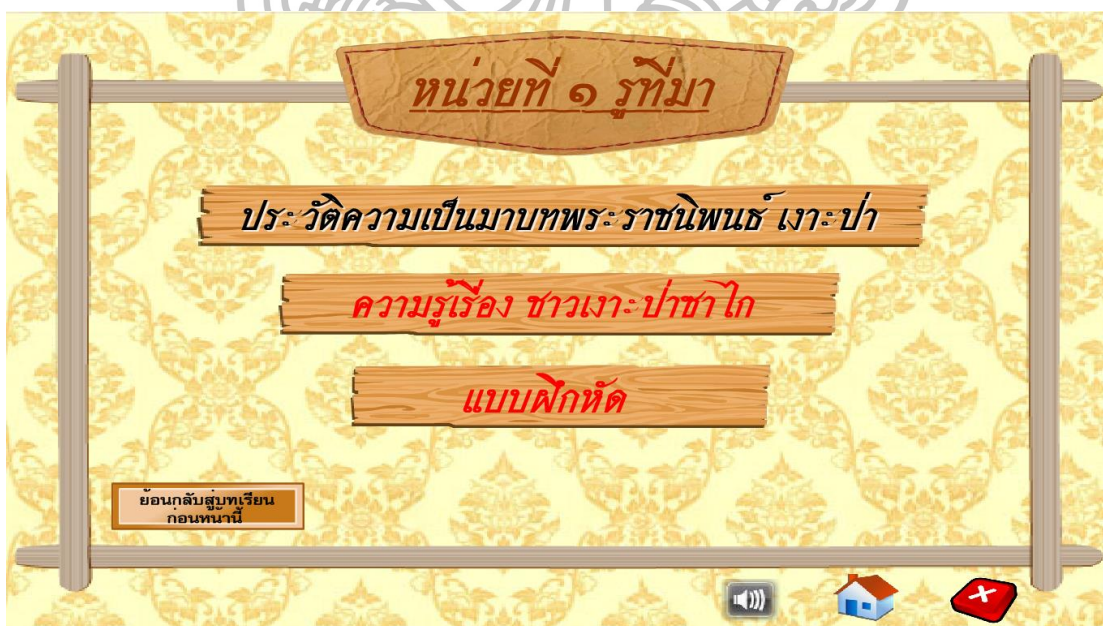 หน่วยที่ ๑ รู้ที่มา
ประวัติความเป็นมาบทพระราชนิพนธ์ เงาะป่า
ความรู้เรื่อง ชาวเงาะป่าซาไก
แบบฝึกหัด
ย้อนกลับสู่บทเรียน
ก่อนหน้านี้